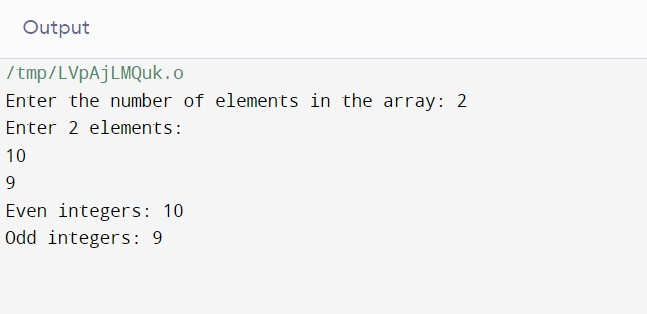 Output
/tmp/LVpAjLMQuk.o
Enter the number of elements in the array: 2
Enter 2 elements:
10
9
Even integers: 10
Odd integers: 9